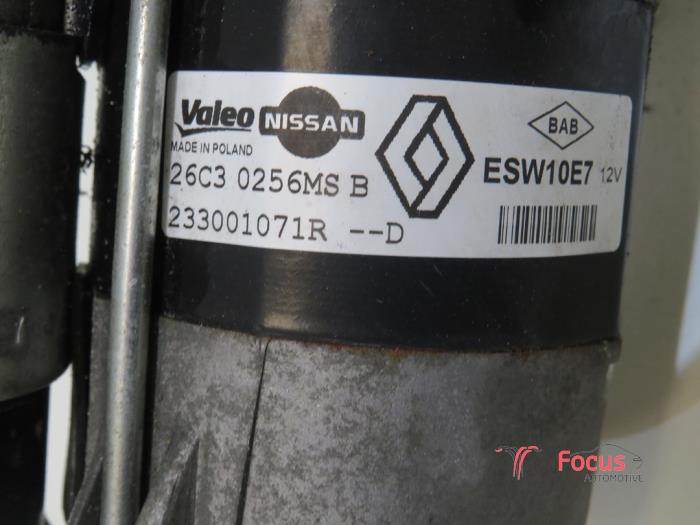 Valeo NISSAN
MADE IN POLAND
26C3 0256MS B
233001071R --D
BAB
ESW10E7 12V
Focus
AUTOMOTIVE